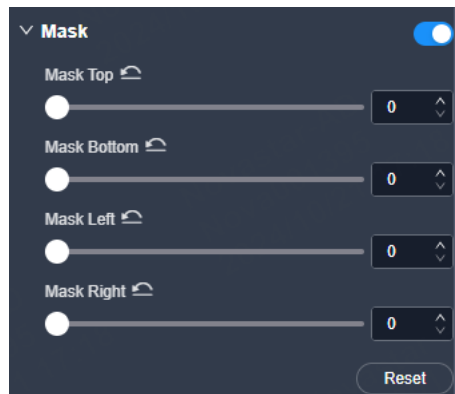 Mask
Mask Top
0
Mask Bottom
0
Mask Left
0
Mask Right
0
Reset